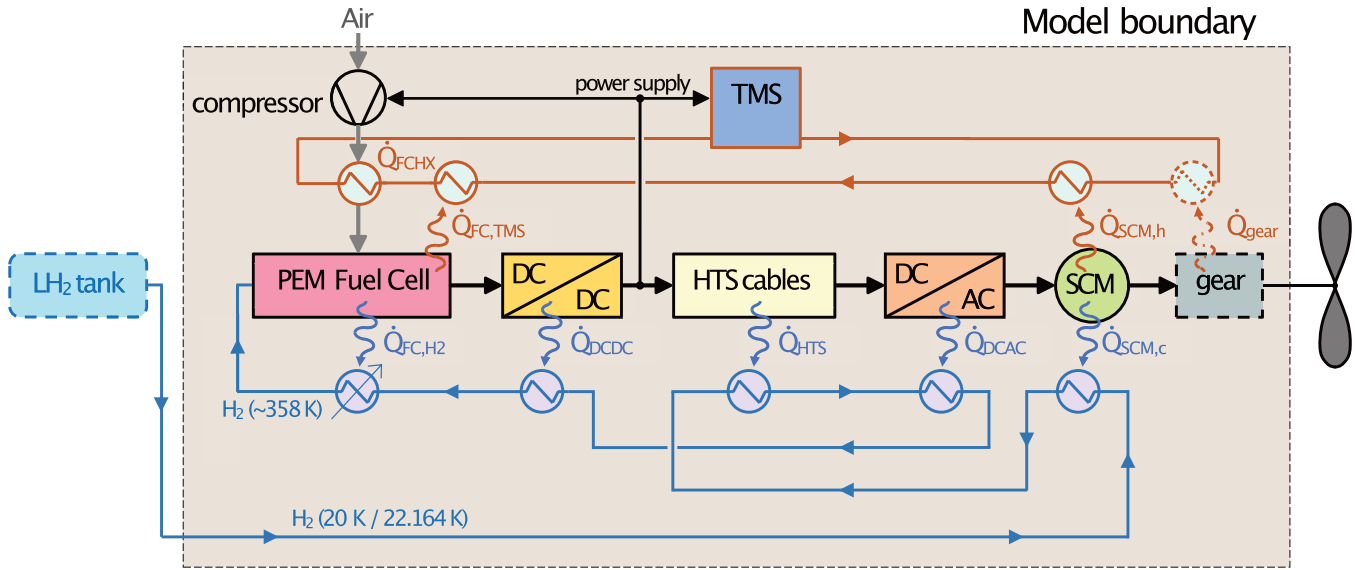 Air
Model boundary
compressor
power supply
TMS
Q̇FCHX
Q̇FC,TMS
Q̇SCM,h
Q̇gear
LH₂ tank
PEM Fuel Cell
DC
DC
HTS cables
DC
AC
SCM
gear
Q̇FC,H2
Q̇DCDC
Q̇HTS
Q̇DCAC
Q̇SCM,c
H₂ (~358 K)
H₂ (20 K / 22.164 K)